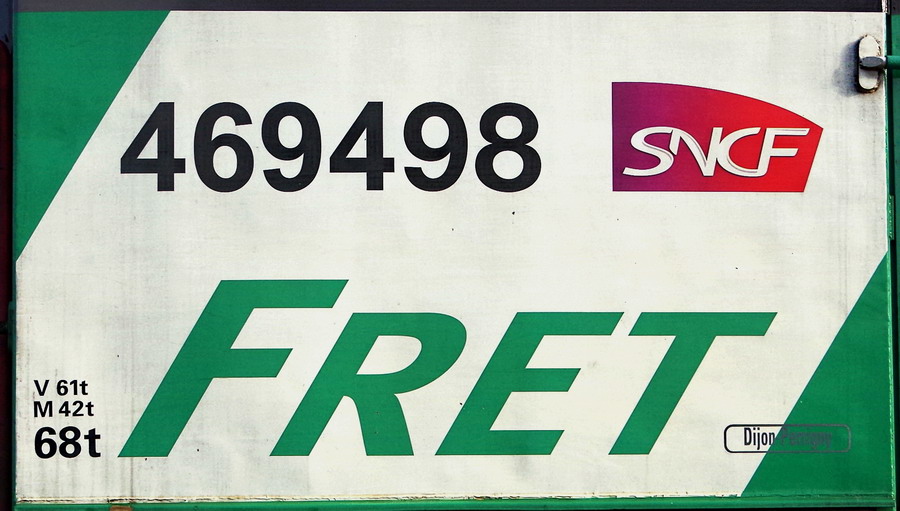 469498
SNCF
FRET
V 61t
M 42t
68t
Dijon Perrigny